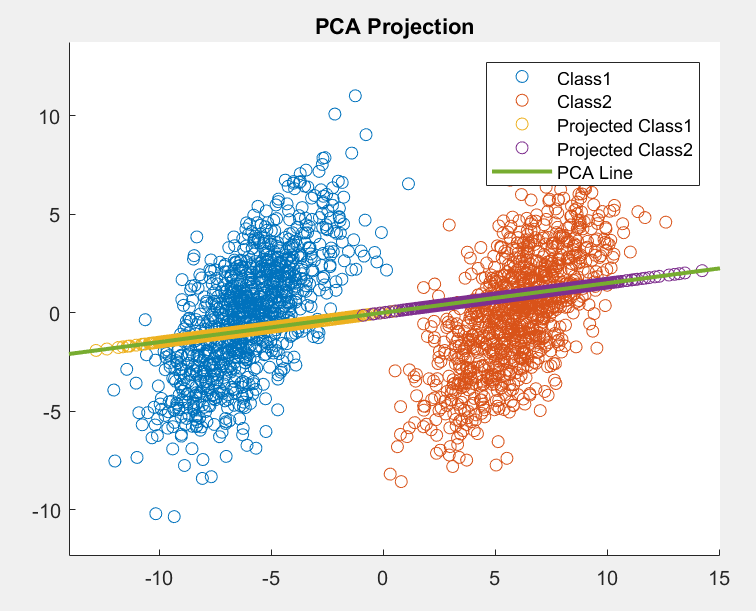 PCA Projection
Class1
Class2
Projected Class1
Projected Class2
PCA Line
10
5
0
-5
-10
-10
-5
0
5
10
15